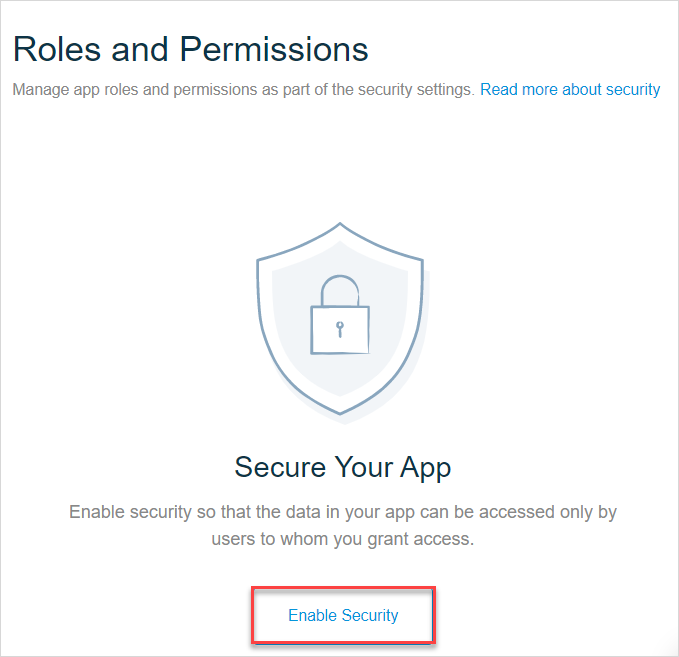 Roles and Permissions
Manage app roles and permissions as part of the security settings. Read more about security
Secure Your App
Enable security so that the data in your app can be accessed only by
users to whom you grant access.
Enable Security